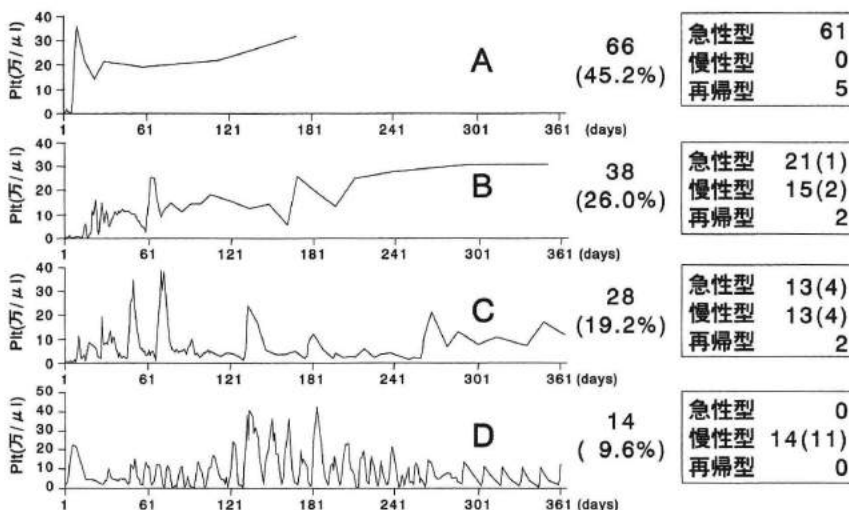 Plt(万/μl)
40
30
20
10
0
A
66
(45.2%)
急性型 61
慢性型 0
再帰型 5
1 61 121 181 241 301 361 (days)
Plt(万/μl)
40
30
20
10
0
B
38
(26.0%)
急性型 21(1)
慢性型 15(2)
再帰型 2
1 61 121 181 241 301 361 (days)
Plt(万/μl)
40
30
20
10
0
C
28
(19.2%)
急性型 13(4)
慢性型 13(4)
再帰型 2
1 61 121 181 241 301 361 (days)
Plt(万/μl)
50
40
30
20
10
0
D
14
( 9.6%)
急性型 0
慢性型 14(11)
再帰型 0
1 61 121 181 241 301 361 (days)